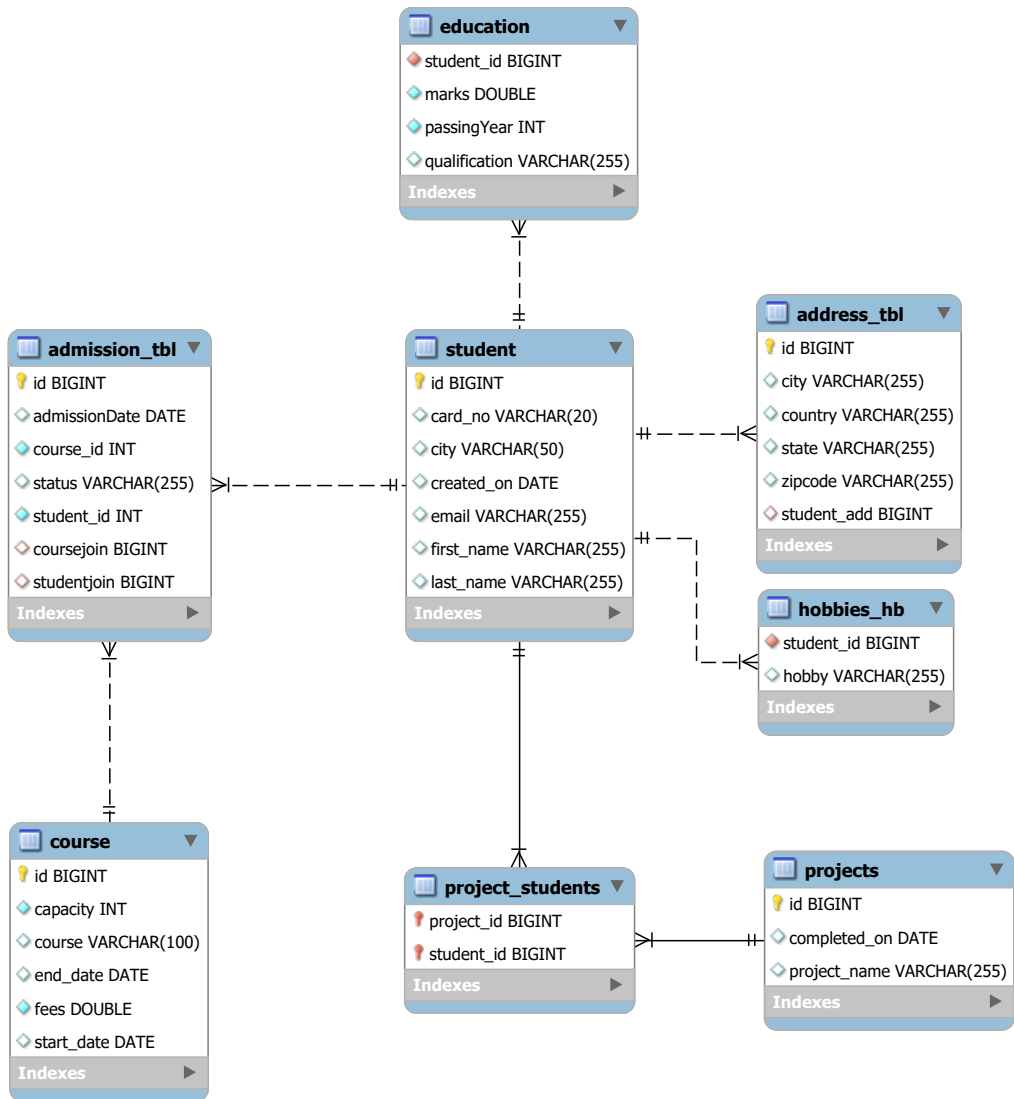 education
student_id BIGINT
marks DOUBLE
passingYear INT
qualification VARCHAR(255)
Indexes
admission_tbl
id BIGINT
admissionDate DATE
course_id INT
status VARCHAR(255)
student_id INT
coursejoin BIGINT
studentjoin BIGINT
Indexes
student
id BIGINT
card_no VARCHAR(20)
city VARCHAR(50)
created_on DATE
email VARCHAR(255)
first_name VARCHAR(255)
last_name VARCHAR(255)
Indexes
address_tbl
id BIGINT
city VARCHAR(255)
country VARCHAR(255)
state VARCHAR(255)
zipcode VARCHAR(255)
student_add BIGINT
Indexes
hobbies_hb
student_id BIGINT
hobby VARCHAR(255)
Indexes
course
id BIGINT
capacity INT
course VARCHAR(100)
end_date DATE
fees DOUBLE
start_date DATE
Indexes
project_students
project_id BIGINT
student_id BIGINT
Indexes
projects
id BIGINT
completed_on DATE
project_name VARCHAR(255)
Indexes